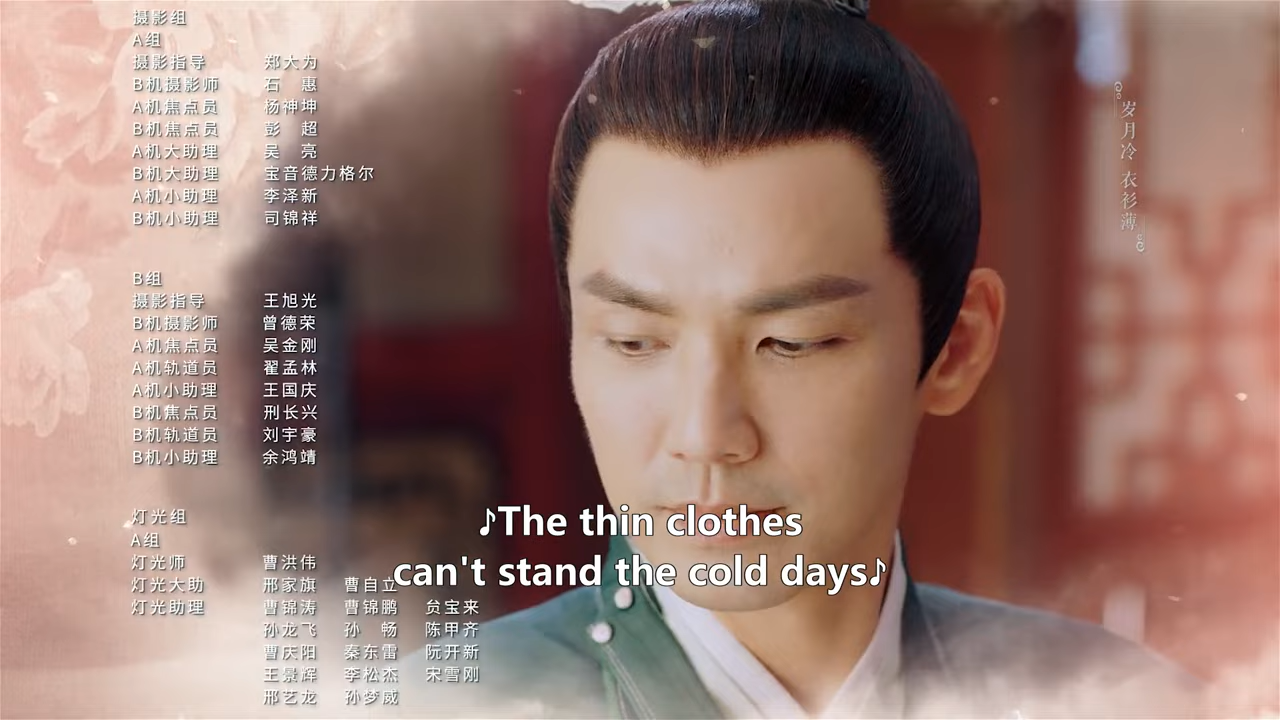 摄影组
A组
摄影指导 郑大为
B机摄影师 石 惠
A机焦点员 杨神坤
B机焦点员 彭 超
A机大助理 吴 亮
B机大助理 宝音德力格尔
A机小助理 李泽新
B机小助理 司锦祥
B组
摄影指导 王旭光
B机摄影师 曾德荣
A机焦点员 吴金刚
A机轨道员 翟孟林
A机小助理 王国庆
B机焦点员 刑长兴
B机轨道员 刘宇豪
B机小助理 余鸿靖
灯光组
A组
灯光师 曹洪伟
灯光大助 邢家旗 曹自立
灯光助理 曹锦涛 曹锦鹏 贠宝来
孙龙飞 孙 畅 陈甲齐
曹庆阳 秦东雷 阮开新
王景辉 李松杰 宋雪刚
邢艺龙 孙梦威
岁月冷 衣衫薄
♪The thin clothes
can't stand the cold days♪